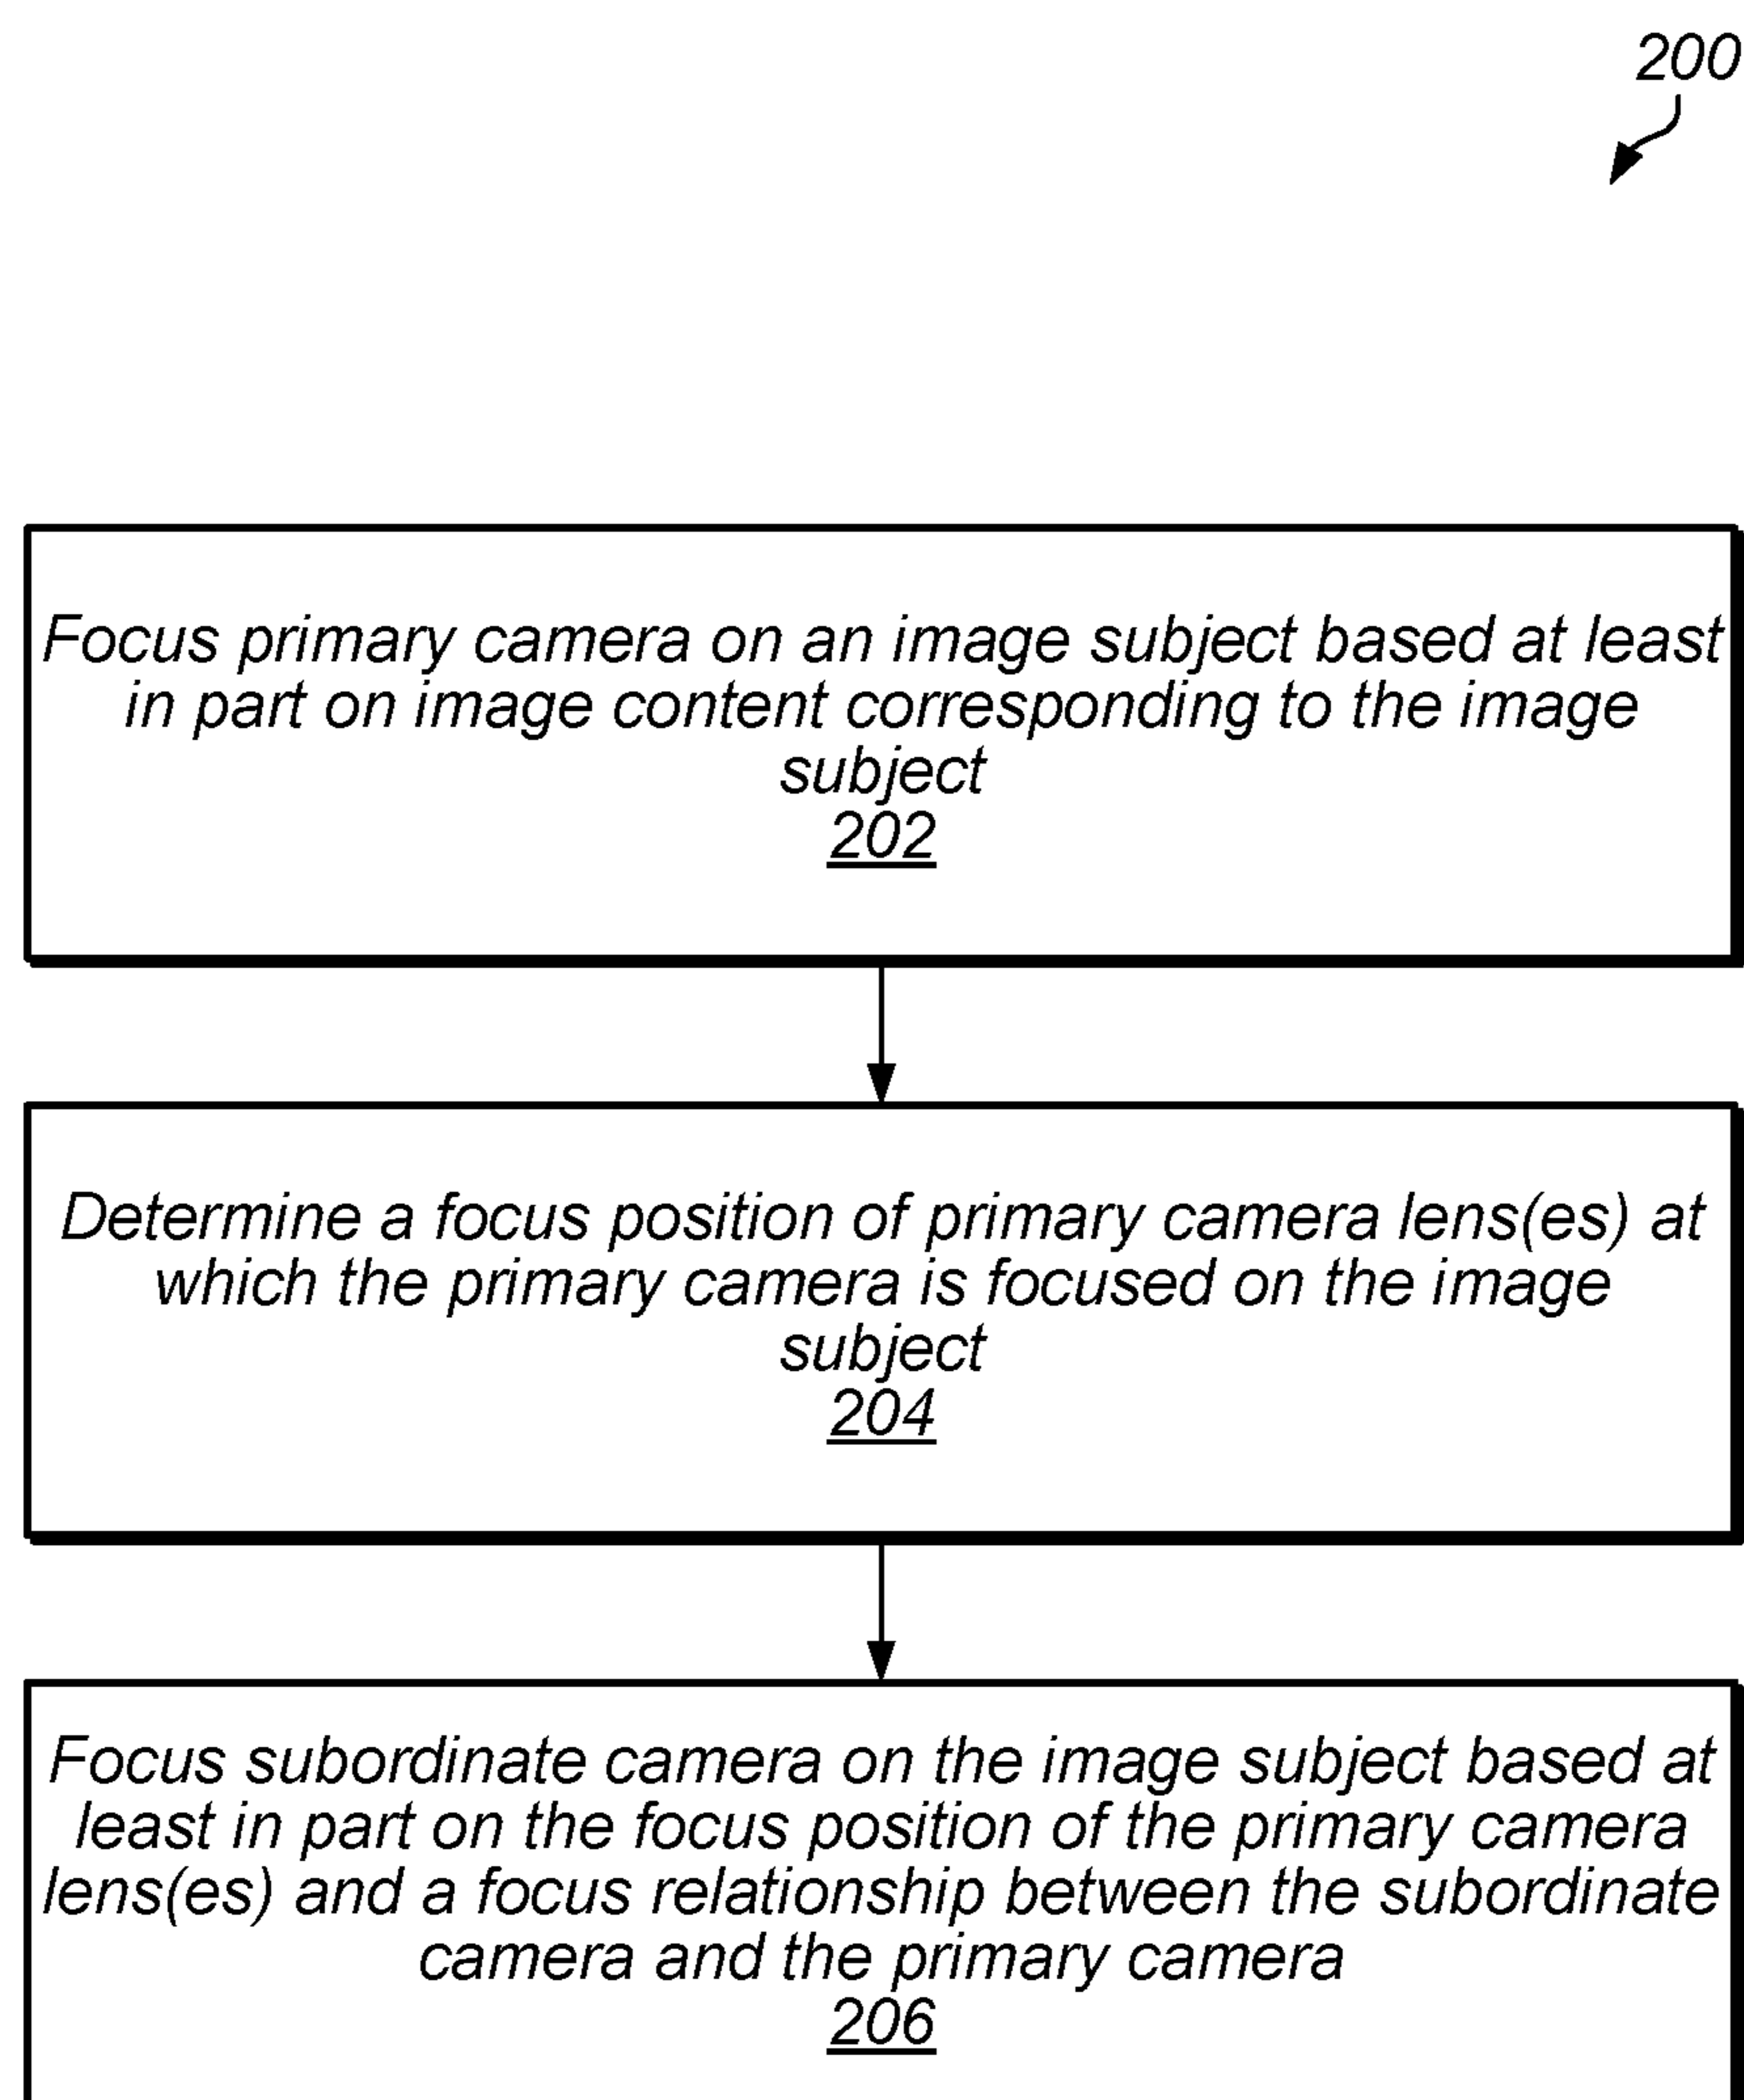 200
Focus primary camera on an image subject based at least
in part on image content corresponding to the image
subject
202
Determine a focus position of primary camera lens(es) at
which the primary camera is focused on the image
subject
204
Focus subordinate camera on the image subject based at
least in part on the focus position of the primary camera
lens(es) and a focus relationship between the subordinate
camera and the primary camera
206